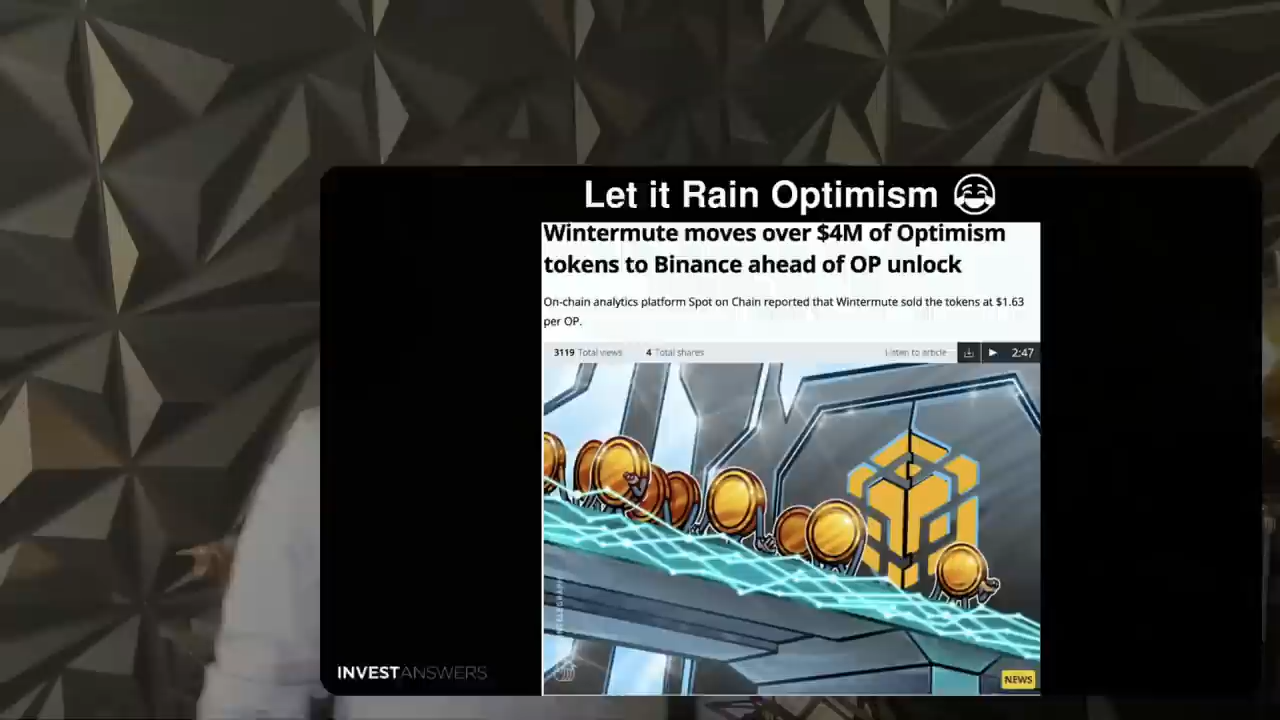 Let it Rain Optimism 😂
Wintermute moves over $4M of Optimism
tokens to Binance ahead of OP unlock
On-chain analytics platform Spot on Chain reported that Wintermute sold the tokens at $1.63
per OP.
3119 Total views 4 Total shares Listen to article 2:47
NEWS
INVESTANSWERS